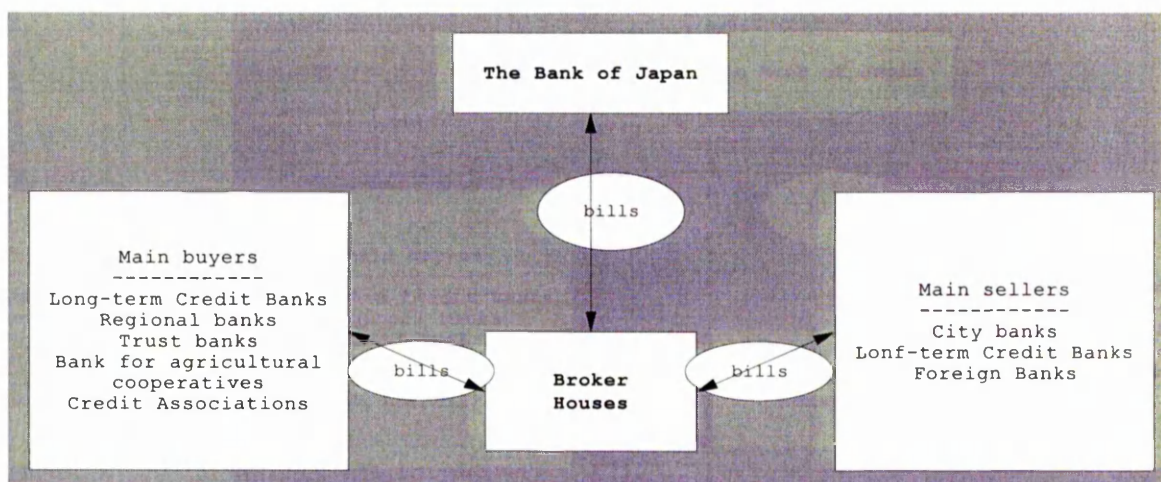 The Bank of Japan
bills
Main buyers
------------
Long-term Credit Banks
Regional banks
Trust banks
Bank for agricultural
cooperatives
Credit Associations
bills
Broker
Houses
bills
Main sellers
------------
City banks
Lonf-term Credit Banks
Foreign Banks